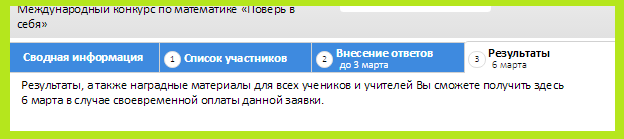 Международный конкурс по математике «Поверь в
себя»
Сводная информация
1 Список участников
2 Внесение ответов
до 3 марта
3 Результаты
6 марта
Результаты, а также наградные материалы для всех учеников и учителей Вы сможете получить здесь
6 марта в случае своевременной оплаты данной заявки.